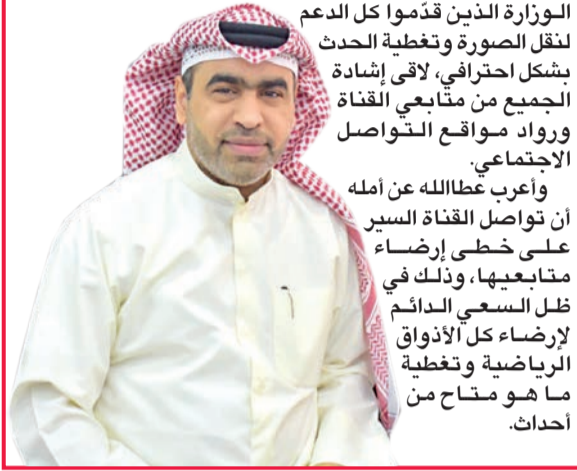 الوزارة الذين قدّموا كل الدعم
لنقل الصورة وتغطية الحدث
بشكل احترافي، لاقى إشادة
الجميع من متابعي القناة
ورواد مواقع التواصل
الاجتماعي.
وأعرب عطاالله عن أمله
أن تواصل القناة السير
على خطى إرضاء
متابعيها، وذلك في
ظل السعي الدائم
لإرضاء كل الأذواق
الرياضية وتغطية
ما هو متاح من
أحداث.